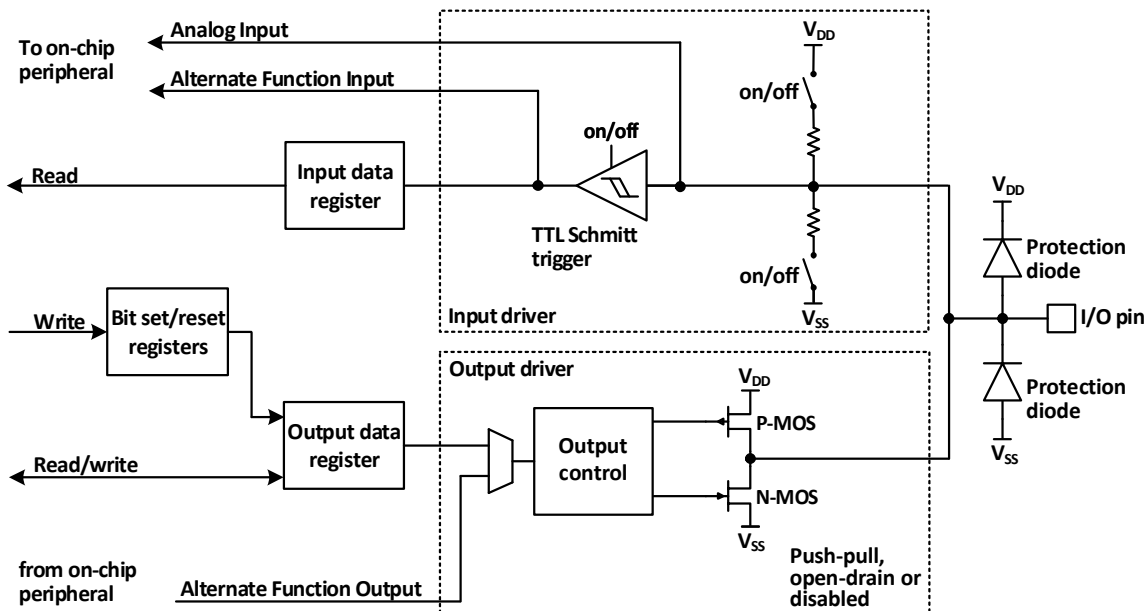 To on-chip
peripheral
Analog Input
Alternate Function Input
on/off
V_DD
on/off
Read
Input data
register
TTL Schmitt
trigger
on/off
V_SS
Input driver
V_DD
Protection
diode
I/O pin
Protection
diode
V_SS
Write
Bit set/reset
registers
Output driver
V_DD
P-MOS
Output data
register
Output
control
Read/write
N-MOS
V_SS
Push-pull,
open-drain or
disabled
from on-chip
peripheral
Alternate Function Output